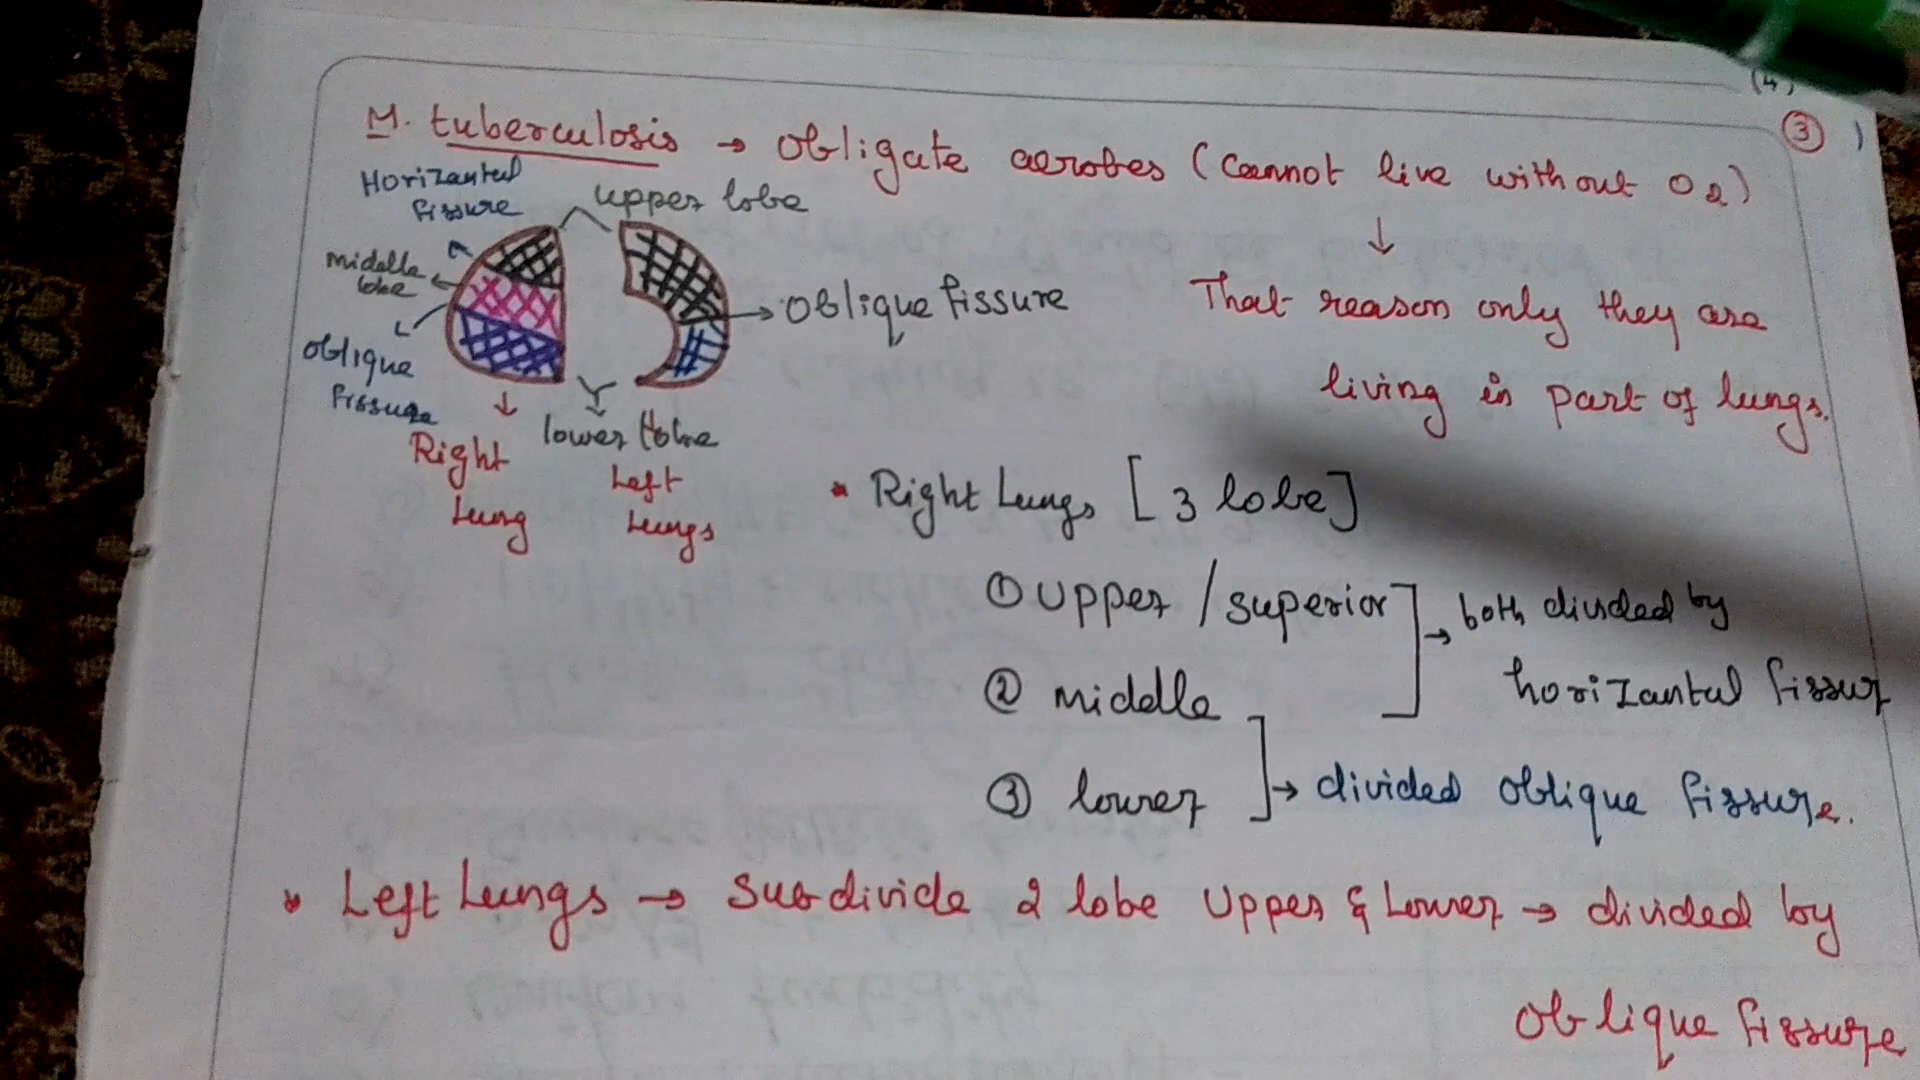 (4)
3 )
M. tuberculosis → Obligate aerobes (Cannot live without O2)
↓
That reason only they are
living in part of lungs.
Horizantal
fissure
upper lobe
middle
lobe
Oblique fissure
oblique
fissure
lower lobe
Right
Lung
Left
Lungs
* Right Lungs [3 lobe]
① Upper / superior ] → both divided by
horizantal fissur
② middle
③ lower ] → divided oblique fissure.
* Left Lungs → Subdivide 2 lobe Upper & Lower → divided by
Oblique fissure